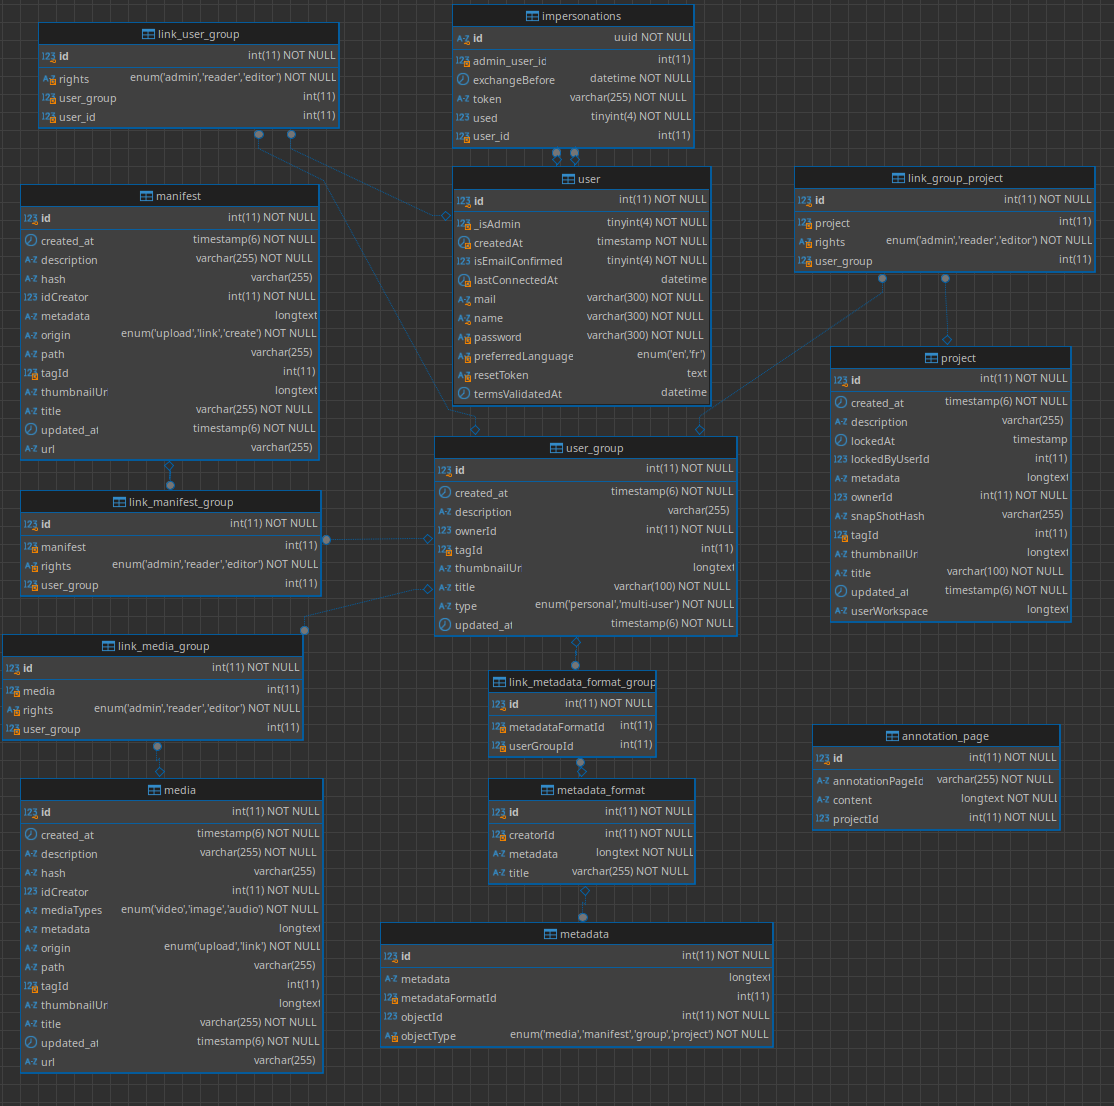 link_user_group
id int(11) NOT NULL
rights enum('admin','reader','editor') NOT NULL
user_group int(11)
user_id int(11)
impersonations
id uuid NOT NULL
admin_user_id int(11)
exchangeBefore datetime NOT NULL
token varchar(255) NOT NULL
used tinyint(4) NOT NULL
user_id int(11)
manifest
id int(11) NOT NULL
created_at timestamp(6) NOT NULL
description varchar(255) NOT NULL
hash varchar(255)
idCreator int(11) NOT NULL
metadata longtext
origin enum('upload','link','create') NOT NULL
path varchar(255)
tagId int(11)
thumbnailUr longtext
title varchar(255) NOT NULL
updated_at timestamp(6) NOT NULL
url varchar(255)
user
id int(11) NOT NULL
_isAdmin tinyint(4) NOT NULL
createdAt timestamp NOT NULL
isEmailConfirmed tinyint(4) NOT NULL
lastConnectedAt datetime
mail varchar(300) NOT NULL
name varchar(300) NOT NULL
password varchar(300) NOT NULL
preferredLanguage enum('en','fr')
resetToken text
termsValidatedAt datetime
link_group_project
id int(11) NOT NULL
project int(11)
rights enum('admin','reader','editor') NOT NULL
user_group int(11)
project
id int(11) NOT NULL
created_at timestamp(6) NOT NULL
description varchar(255)
lockedAt timestamp
lockedByUserId int(11)
metadata longtext
ownerId int(11) NOT NULL
snapShotHash varchar(255)
tagId int(11)
thumbnailUr longtext
title varchar(100) NOT NULL
updated_at timestamp(6) NOT NULL
userWorkspace longtext
user_group
id int(11) NOT NULL
created_at timestamp(6) NOT NULL
description varchar(255)
ownerId int(11) NOT NULL
tagId int(11)
thumbnailUr longtext
title varchar(100) NOT NULL
type enum('personal','multi-user') NOT NULL
updated_at timestamp(6) NOT NULL
link_manifest_group
id int(11) NOT NULL
manifest int(11)
rights enum('admin','reader','editor') NOT NULL
user_group int(11)
link_media_group
id int(11) NOT NULL
media int(11)
rights enum('admin','reader','editor') NOT NULL
user_group int(11)
link_metadata_format_group
id int(11) NOT NULL
metadataFormatId int(11)
userGroupId int(11)
annotation_page
id int(11) NOT NULL
annotationPageId varchar(255) NOT NULL
content longtext NOT NULL
projectId int(11) NOT NULL
media
id int(11) NOT NULL
created_at timestamp(6) NOT NULL
description varchar(255) NOT NULL
hash varchar(255)
idCreator int(11) NOT NULL
mediaTypes enum('video','image','audio') NOT NULL
metadata longtext
origin enum('upload','link') NOT NULL
path varchar(255)
tagId int(11)
thumbnailUr longtext
title varchar(255) NOT NULL
updated_at timestamp(6) NOT NULL
url varchar(255)
metadata_format
id int(11) NOT NULL
creatorId int(11) NOT NULL
metadata longtext NOT NULL
title varchar(255) NOT NULL
metadata
id int(11) NOT NULL
metadata longtext
metadataFormatId int(11)
objectId int(11) NOT NULL
objectType enum('media','manifest','group','project') NOT NULL